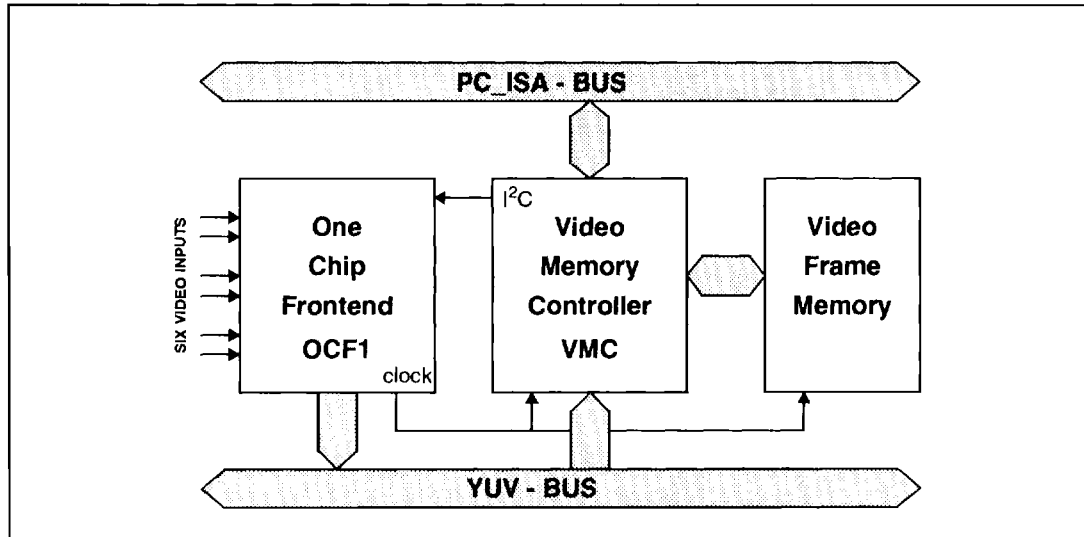 PC_ISA - BUS
SIX VIDEO INPUTS
One
Chip
Frontend
OCF1
clock
I²C
Video
Memory
Controller
VMC
Video
Frame
Memory
YUV - BUS